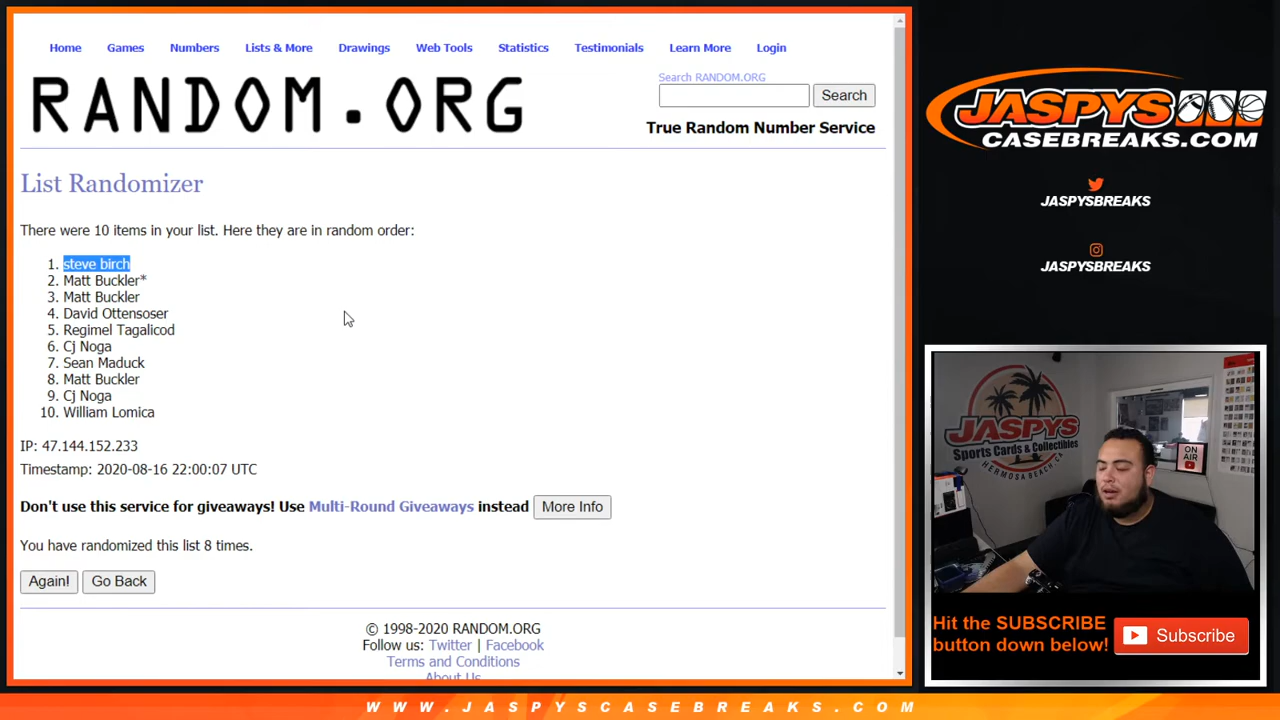 Home Games Numbers Lists & More Drawings Web Tools Statistics Testimonials Learn More Login
RANDOM.ORG
Search RANDOM.ORG
Search
True Random Number Service
List Randomizer
There were 10 items in your list. Here they are in random order:
1. steve birch
2. Matt Buckler*
3. Matt Buckler
4. David Ottensoser
5. Regimel Tagalicod
6. Cj Noga
7. Sean Maduck
8. Matt Buckler
9. Cj Noga
10. William Lomica
IP: 47.144.152.233
Timestamp: 2020-08-16 22:00:07 UTC
Don't use this service for giveaways! Use Multi-Round Giveaways instead More Info
You have randomized this list 8 times.
Again! Go Back
© 1998-2020 RANDOM.ORG
Follow us: Twitter | Facebook
Terms and Conditions
About Us
JASPYS
CASEBREAKS.COM
JASPYSBREAKS
JASPYSBREAKS
JASPYS
Sports Cards & Collectibles
HERMOSA BEACH, CA
ON
AIR
Hit the SUBSCRIBE
button down below!
Subscribe
WWW.JASPYSCASEBREAKS.COM